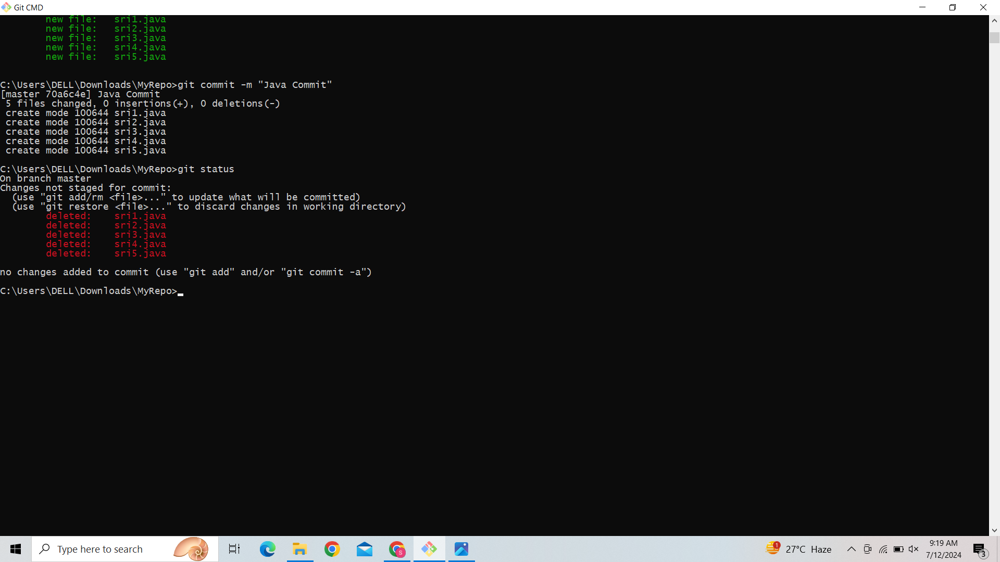 Git CMD
new file:   sri1.java
new file:   sri2.java
new file:   sri3.java
new file:   sri4.java
new file:   sri5.java
C:\Users\DELL\Downloads\MyRepo>git commit -m "Java Commit"
[master 70a6c4e] Java Commit
5 files changed, 0 insertions(+), 0 deletions(-)
create mode 100644 sri1.java
create mode 100644 sri2.java
create mode 100644 sri3.java
create mode 100644 sri4.java
create mode 100644 sri5.java
C:\Users\DELL\Downloads\MyRepo>git status
On branch master
Changes not staged for commit:
(use "git add/rm <file>..." to update what will be committed)
(use "git restore <file>..." to discard changes in working directory)
deleted:    sri1.java
deleted:    sri2.java
deleted:    sri3.java
deleted:    sri4.java
deleted:    sri5.java
no changes added to commit (use "git add" and/or "git commit -a")
C:\Users\DELL\Downloads\MyRepo>
Type here to search
S
1
27°C Haze
9:19 AM
7/12/2024
3